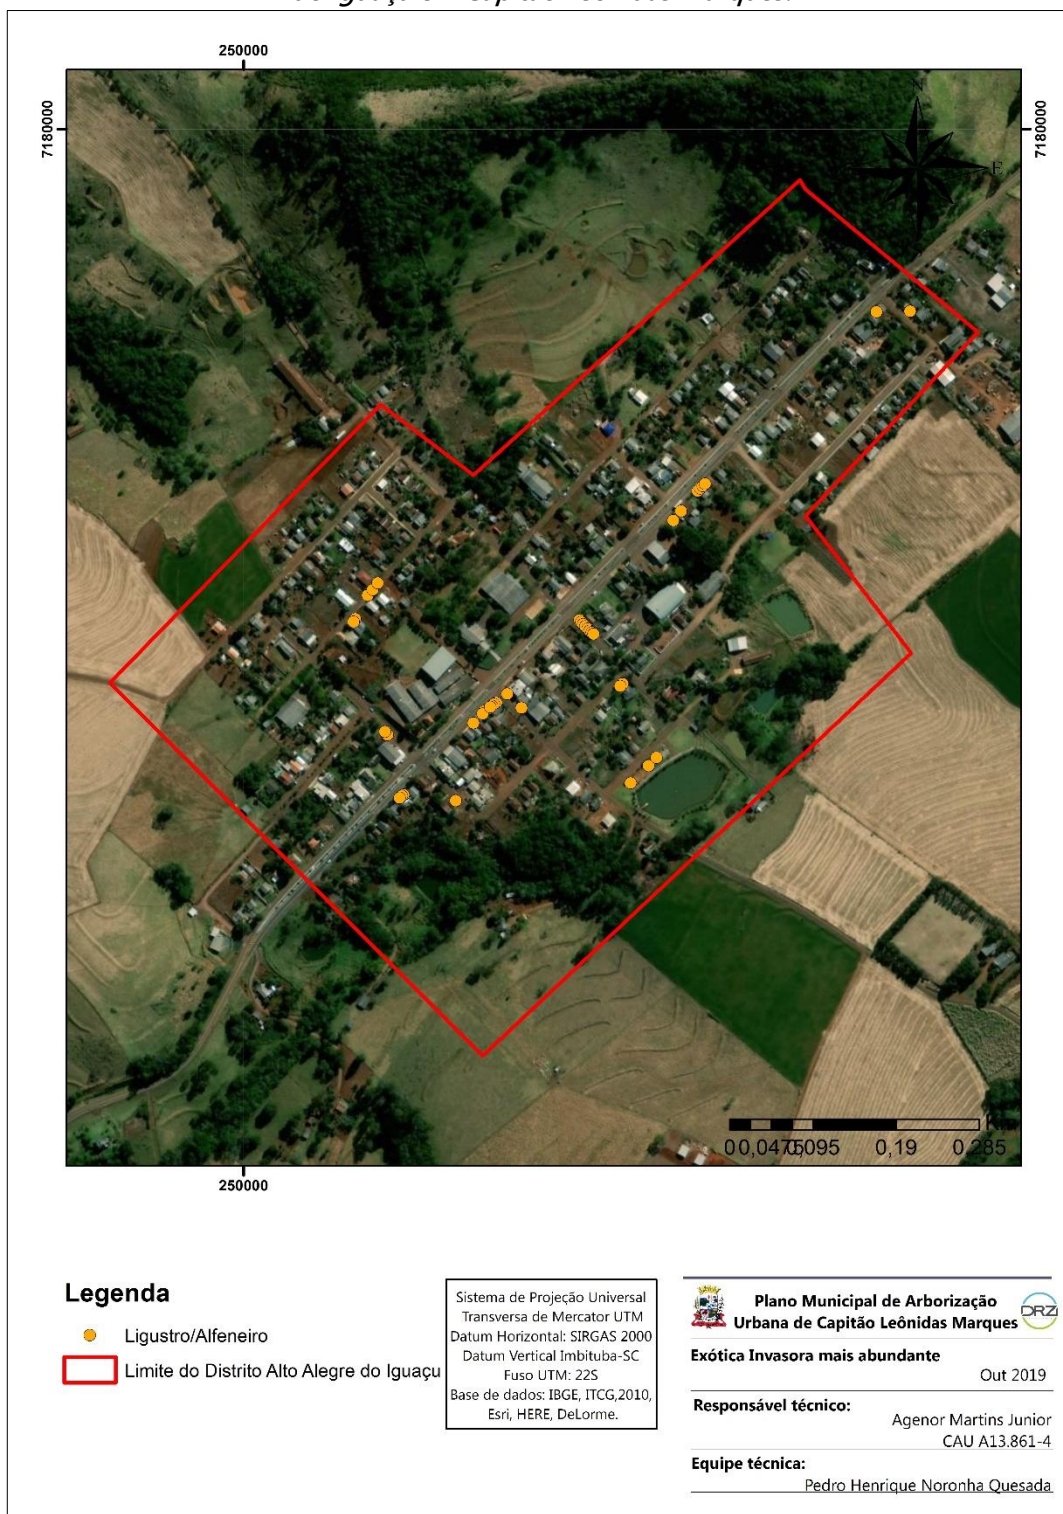 250000
7180000
7180000
N
E
Km
0 0,0475 0,095 0,19 0,285
250000
Legenda
Ligustro/Alfeneiro
Limite do Distrito Alto Alegre do Iguaçu
Sistema de Projeção Universal
Transversa de Mercator UTM
Datum Horizontal: SIRGAS 2000
Datum Vertical Imbituba-SC
Fuso UTM: 22S
Base de dados: IBGE, ITCG,2010,
Esri, HERE, DeLorme.
Plano Municipal de Arborização
Urbana de Capitão Leônidas Marques
DRZ
Exótica Invasora mais abundante
Out 2019
Responsável técnico:
Agenor Martins Junior
CAU A13.861-4
Equipe técnica:
Pedro Henrique Noronha Quesada